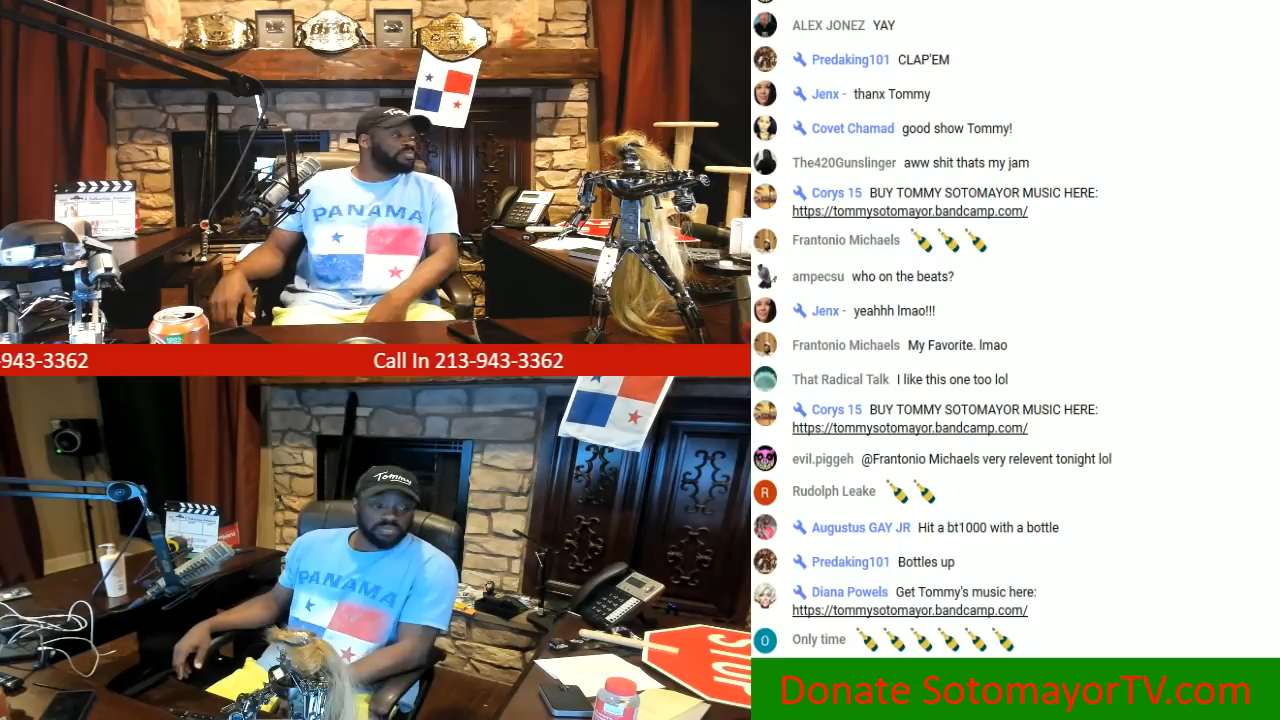 ALEX JONEZ YAY
Predaking101 CLAP'EM
Jenx - thanx Tommy
Covet Chamad good show Tommy!
The420Gunslinger aww shit thats my jam
Corys 15 BUY TOMMY SOTOMAYOR MUSIC HERE:
https://tommysotomayor.bandcamp.com/
Frantonio Michaels 🍾🍾🍾
ampecsu who on the beats?
Jenx - yeahhh lmao!!!
Frantonio Michaels My Favorite. lmao
That Radical Talk I like this one too lol
Corys 15 BUY TOMMY SOTOMAYOR MUSIC HERE:
https://tommysotomayor.bandcamp.com/
evil.piggeh @Frantonio Michaels very relevent tonight lol
R Rudolph Leake 🍾🍾
Augustus GAY JR Hit a bt1000 with a bottle
Predaking101 Bottles up
Diana Powels Get Tommy's music here:
https://tommysotomayor.bandcamp.com/
O Only time 🍾🍾🍾🍾🍾🍾
Donate SotomayorTV.com
PANAMA
-943-3362 Call In 213-943-3362
Tommy
PANAMA
STOP